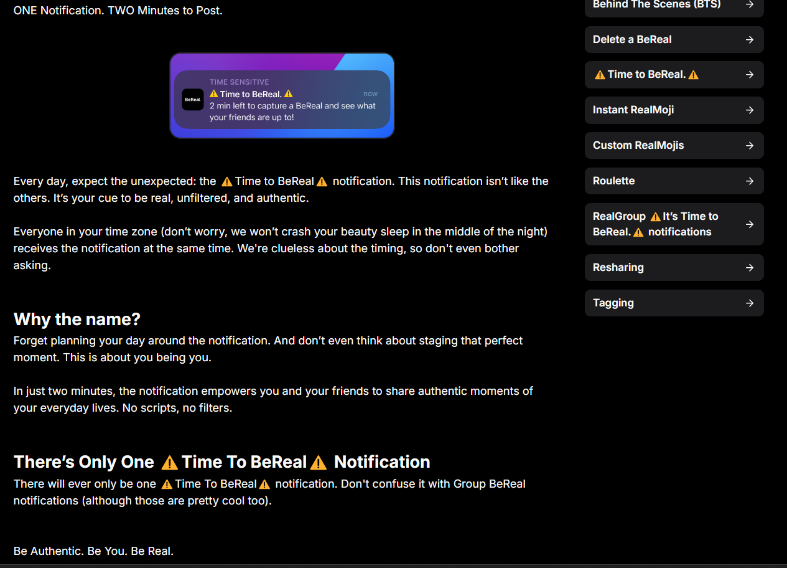 ONE Notification. TWO Minutes to Post.
TIME SENSITIVE
BeReal.
⚠️Time to BeReal.⚠️
now
2 min left to capture a BeReal and see what
your friends are up to!
Every day, expect the unexpected: the ⚠️Time to BeReal⚠️ notification. This notification isn’t like the
others. It’s your cue to be real, unfiltered, and authentic.
Everyone in your time zone (don’t worry, we won’t crash your beauty sleep in the middle of the night)
receives the notification at the same time. We're clueless about the timing, so don't even bother
asking.
Why the name?
Forget planning your day around the notification. And don’t even think about staging that perfect
moment. This is about you being you.
In just two minutes, the notification empowers you and your friends to share authentic moments of
your everyday lives. No scripts, no filters.
There’s Only One ⚠️Time To BeReal⚠️ Notification
There will ever only be one ⚠️Time To BeReal⚠️ notification. Don't confuse it with Group BeReal
notifications (although those are pretty cool too).
Be Authentic. Be You. Be Real.
Behind The Scenes (BTS) →
Delete a BeReal →
⚠️Time to BeReal.⚠️ →
Instant RealMoji →
Custom RealMojis →
Roulette →
RealGroup ⚠️It’s Time to
BeReal.⚠️ notifications →
Resharing →
Tagging →